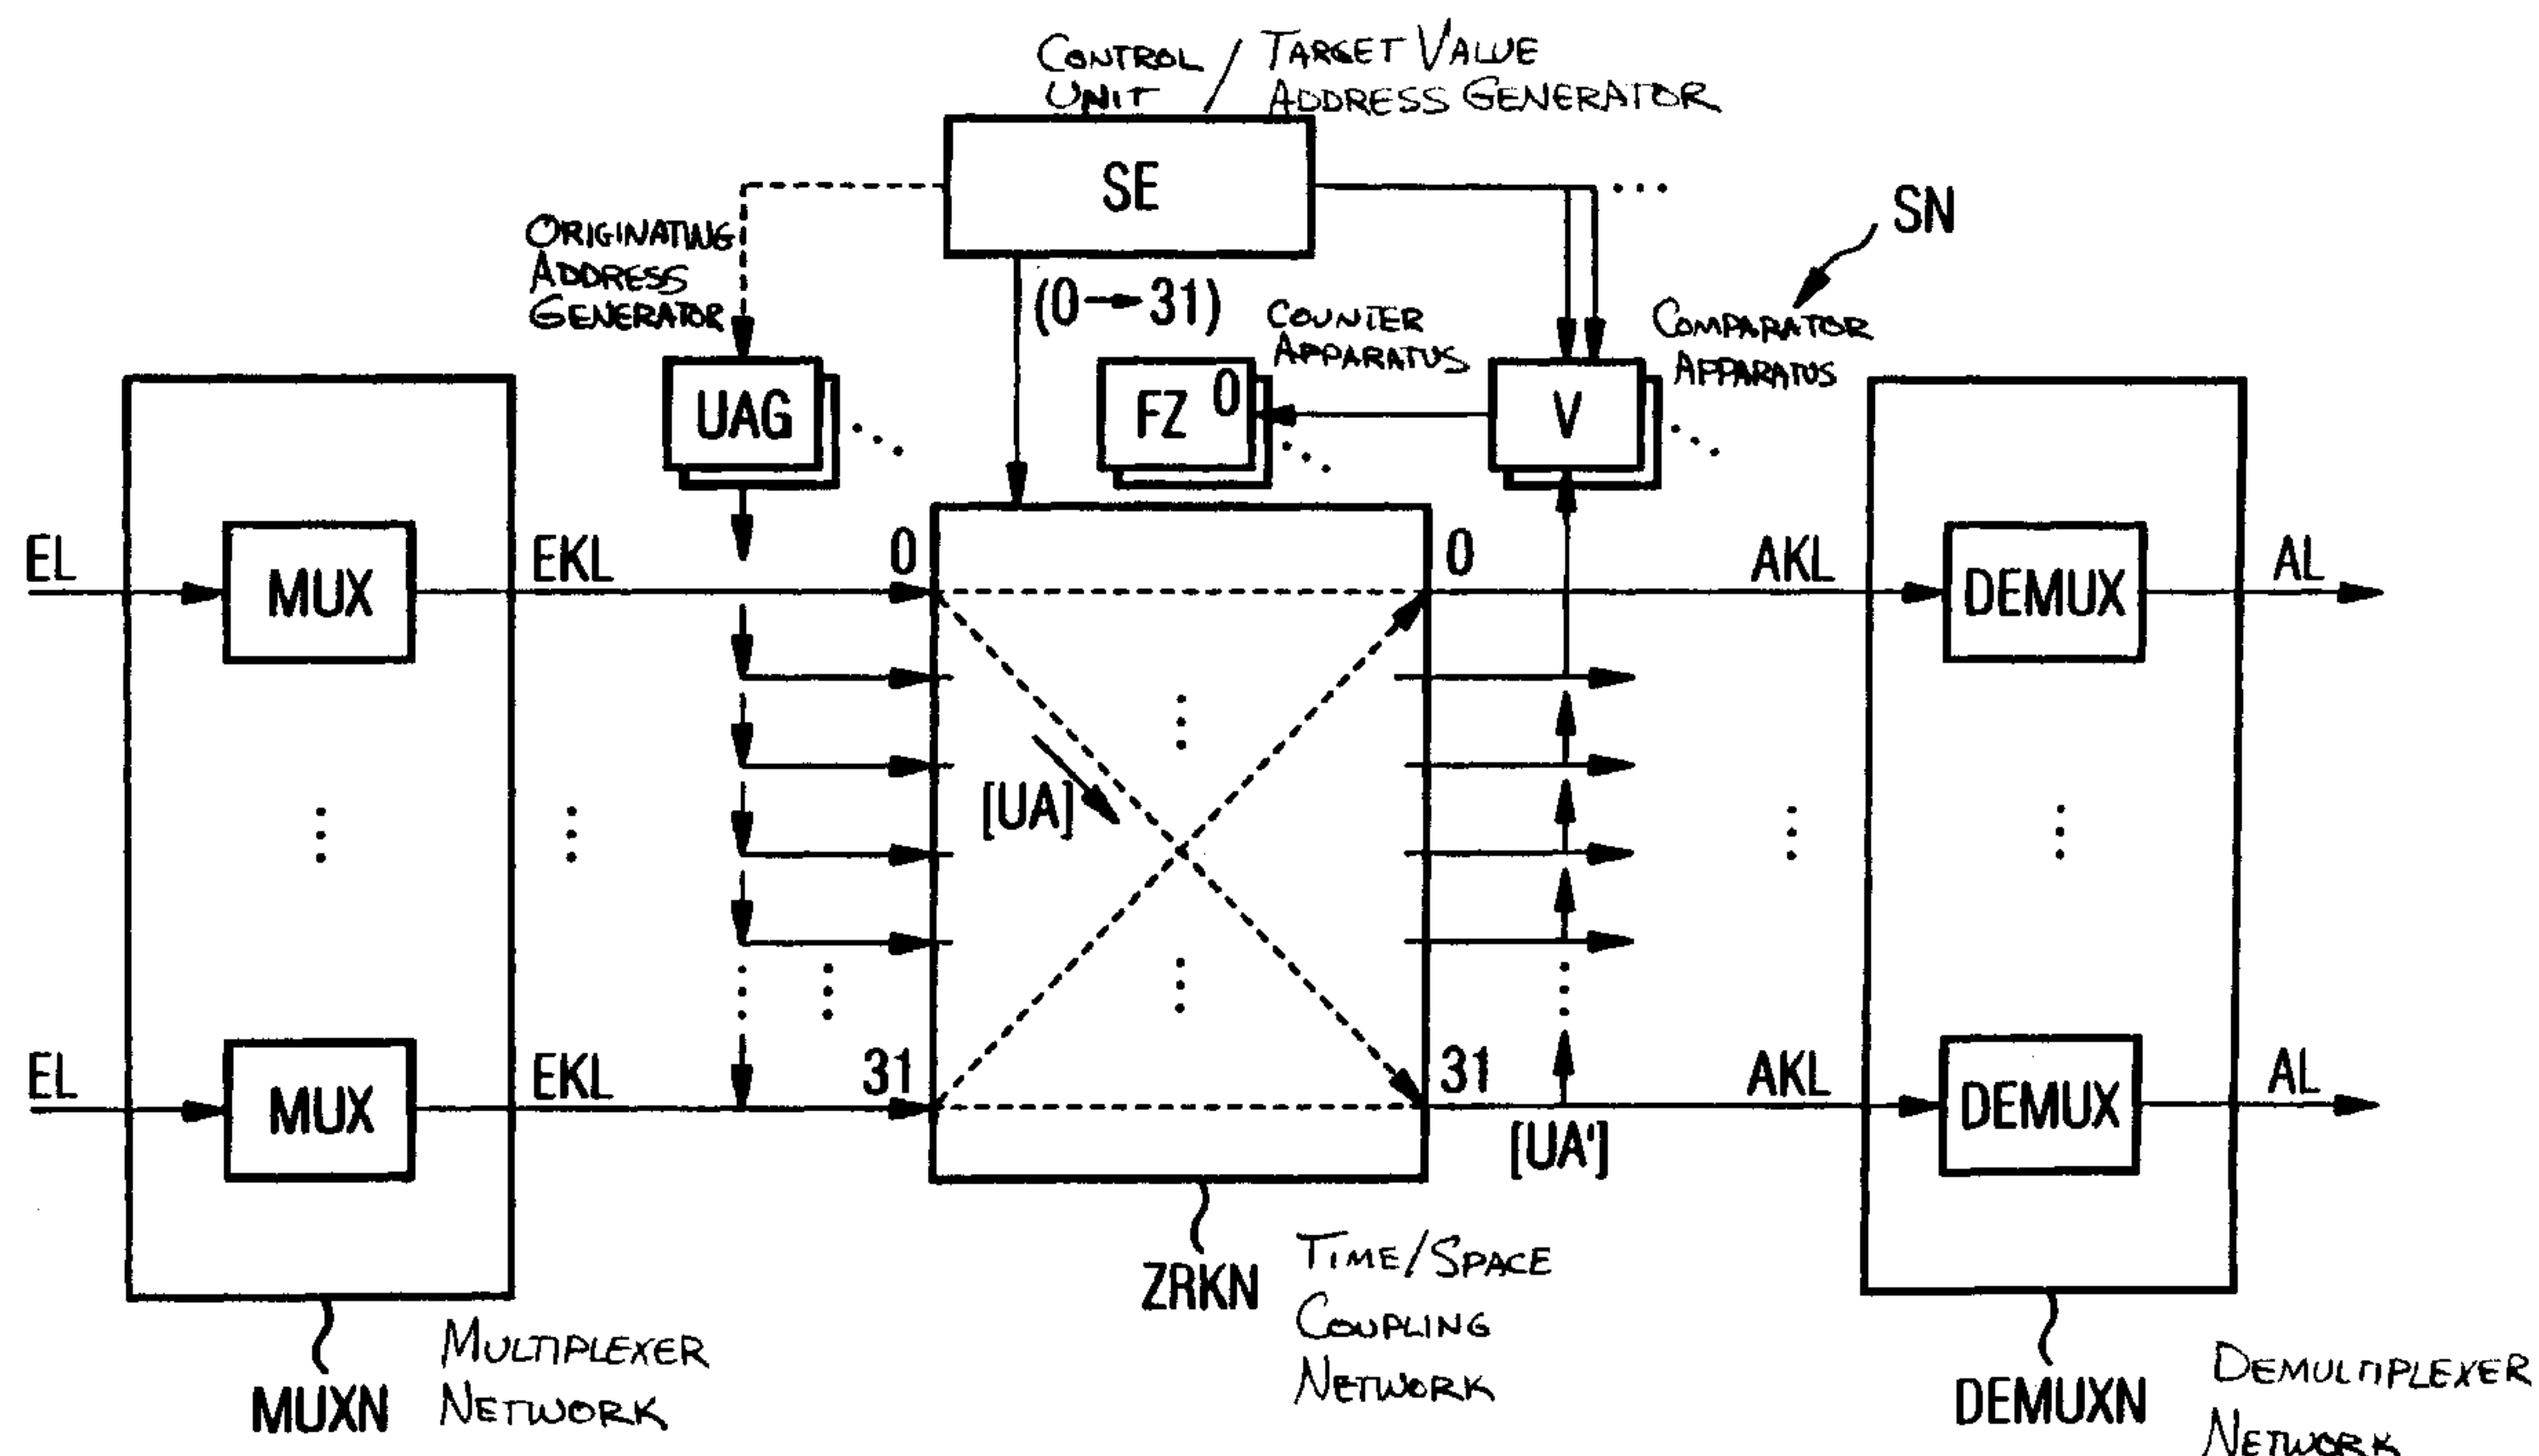 CONTROL UNIT / TARGET VALUE ADDRESS GENERATOR
SE
SN
ORIGINATING
ADDRESS
GENERATOR
(0→31)
COUNTER
APPARATUS
COMPARATOR
APPARATUS
UAG
FZ 0
V
EL
MUX
EKL
0
0
AKL
DEMUX
AL
[UA]
EL
MUX
EKL
31
31
AKL
DEMUX
AL
[UA']
ZRKN
TIME/SPACE
COUPLING
NETWORK
MUXN
MULTIPLEXER
NETWORK
DEMUXN
DEMULTIPLEXER
NETWORK